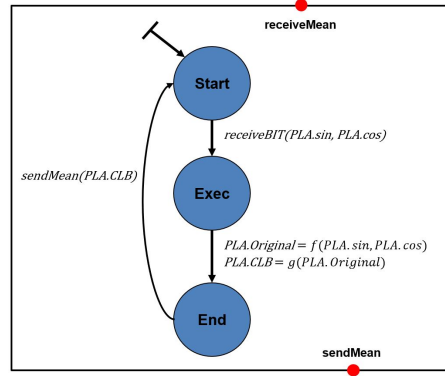 receiveMean
Start
receiveBIT(PLA.sin, PLA.cos)
sendMean(PLA.CLB)
Exec
PLA.Original = f(PLA.sin, PLA.cos)
PLA.CLB = g(PLA.Original)
End
sendMean